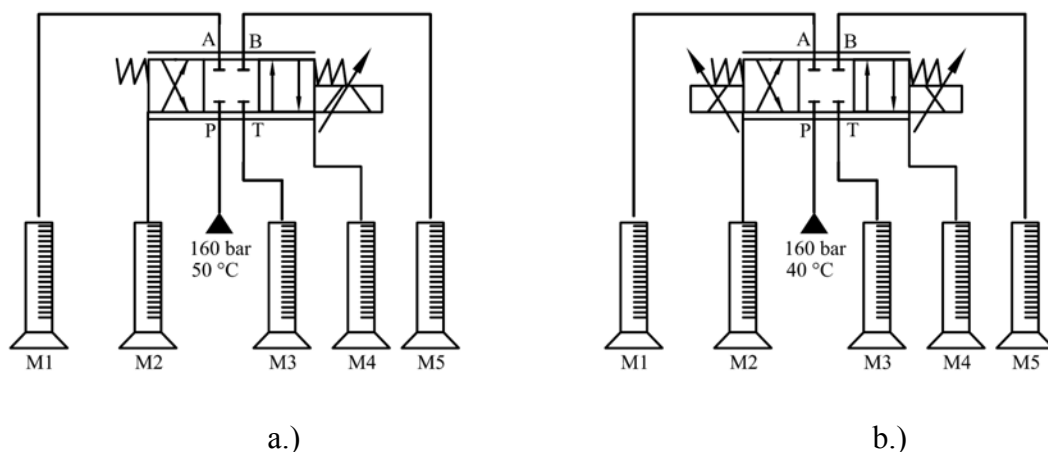 A B
P T
160 bar
50 °C
M1 M2 M3 M4 M5
a.)
A B
P T
160 bar
40 °C
M1 M2 M3 M4 M5
b.)